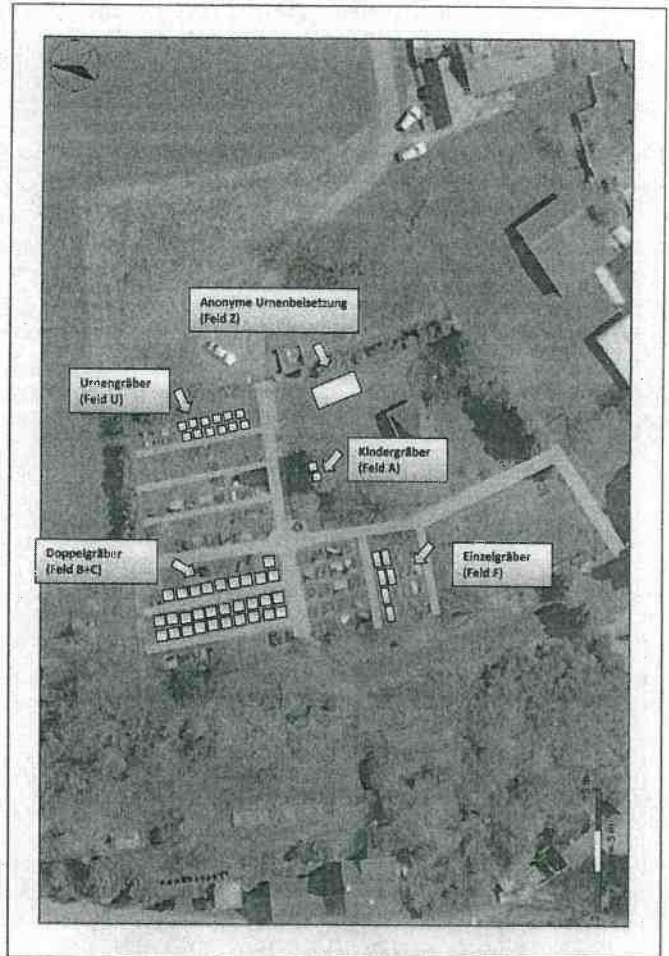 Anonyme Urnenbeisetzung
(Feld Z)
Urnengräber
(Feld U)
Kindergräber
(Feld A)
Doppelgräber
(Feld B+C)
Einzelgräber
(Feld F)